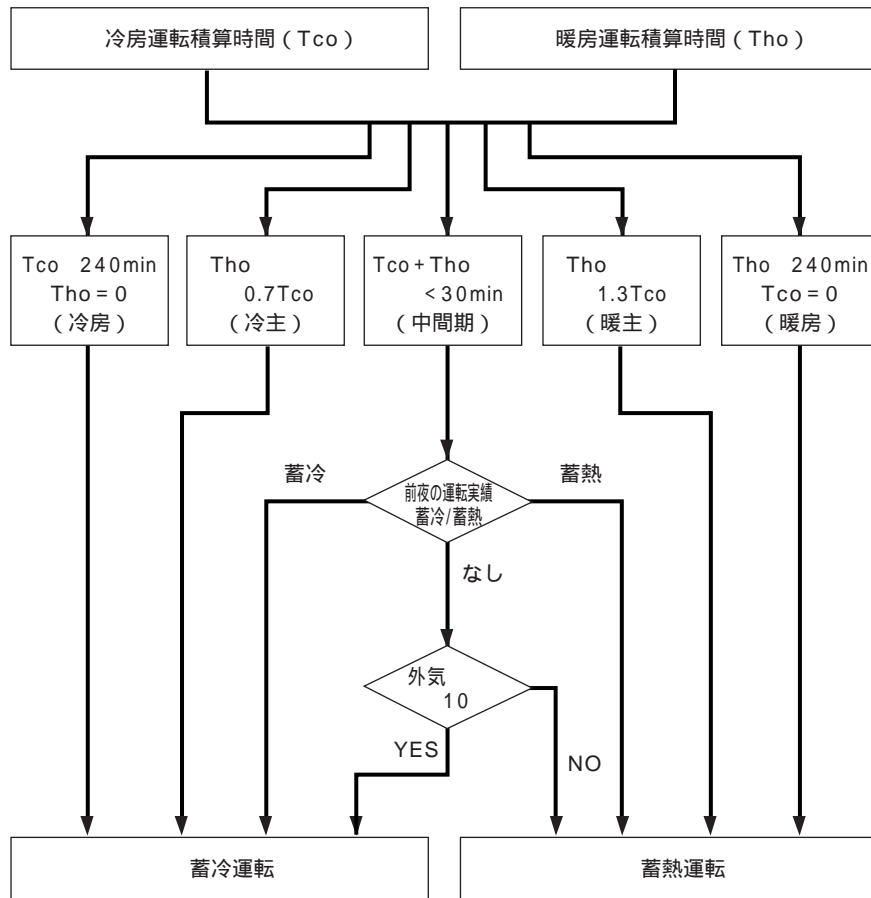 冷房運転積算時間(Tco)
暖房運転積算時間(Tho)
Tco 240min
Tho=0
(冷房)
Tho
0.7Tco
(冷主)
Tco+Tho
<30min
(中間期)
Tho
1.3Tco
(暖主)
Tho 240min
Tco=0
(暖房)
蓄冷
前夜の運転実績
蓄冷/蓄熱
蓄熱
なし
外気
10
YES
NO
蓄冷運転
蓄熱運転